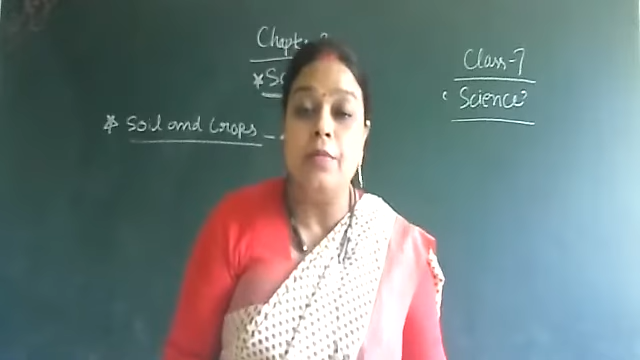 Class-7
"Science"
* Soil and Crops -